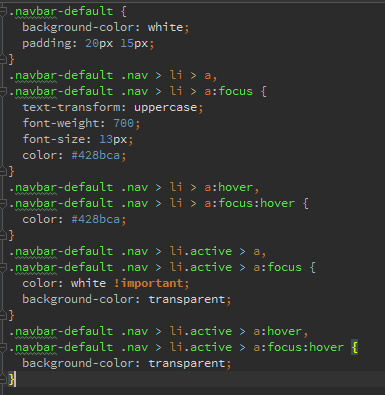 .navbar-default {
  background-color: white;
  padding: 20px 15px;
}
.navbar-default .nav > li > a,
.navbar-default .nav > li > a:focus {
  text-transform: uppercase;
  font-weight: 700;
  font-size: 13px;
  color: #428bca;
}
.navbar-default .nav > li > a:hover,
.navbar-default .nav > li > a:focus:hover {
  color: #428bca;
}
.navbar-default .nav > li.active > a,
.navbar-default .nav > li.active > a:focus {
  color: white !important;
  background-color: transparent;
}
.navbar-default .nav > li.active > a:hover,
.navbar-default .nav > li.active > a:focus:hover {
  background-color: transparent;
}